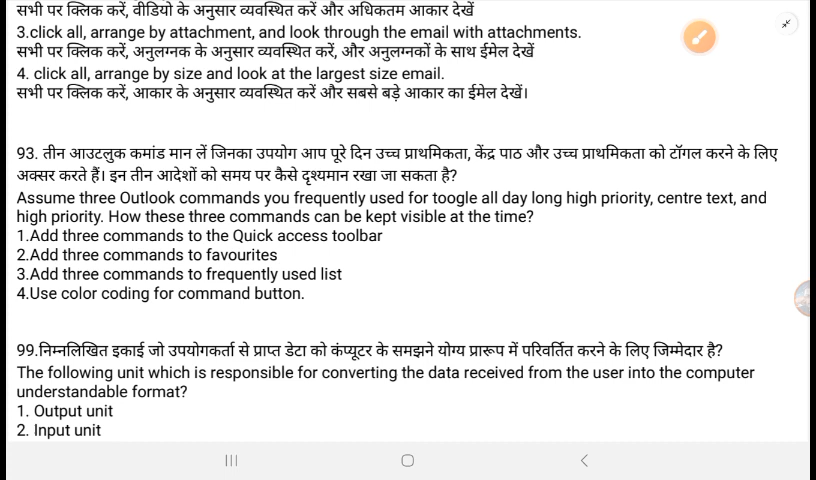 सभी पर क्लिक करें, वीडियो के अनुसार व्यवस्थित करें और अधिकतम आकार देखें
3.click all, arrange by attachment, and look through the email with attachments.
सभी पर क्लिक करें, अनुलग्नक के अनुसार व्यवस्थित करें, और अनुलग्नकों के साथ ईमेल देखें
4. click all, arrange by size and look at the largest size email.
सभी पर क्लिक करें, आकार के अनुसार व्यवस्थित करें और सबसे बड़े आकार का ईमेल देखें।
93. तीन आउटलुक कमांड मान लें जिनका उपयोग आप पूरे दिन उच्च प्राथमिकता, केंद्र पाठ और उच्च प्राथमिकता को टॉगल करने के लिए
अक्सर करते हैं। इन तीन आदेशों को समय पर कैसे दृश्यमान रखा जा सकता है?
Assume three Outlook commands you frequently used for toogle all day long high priority, centre text, and
high priority. How these three commands can be kept visible at the time?
1.Add three commands to the Quick access toolbar
2.Add three commands to favourites
3.Add three commands to frequently used list
4.Use color coding for command button.
99.निम्नलिखित इकाई जो उपयोगकर्ता से प्राप्त डेटा को कंप्यूटर के समझने योग्य प्रारूप में परिवर्तित करने के लिए जिम्मेदार है?
The following unit which is responsible for converting the data received from the user into the computer
understandable format?
1. Output unit
2. Input unit